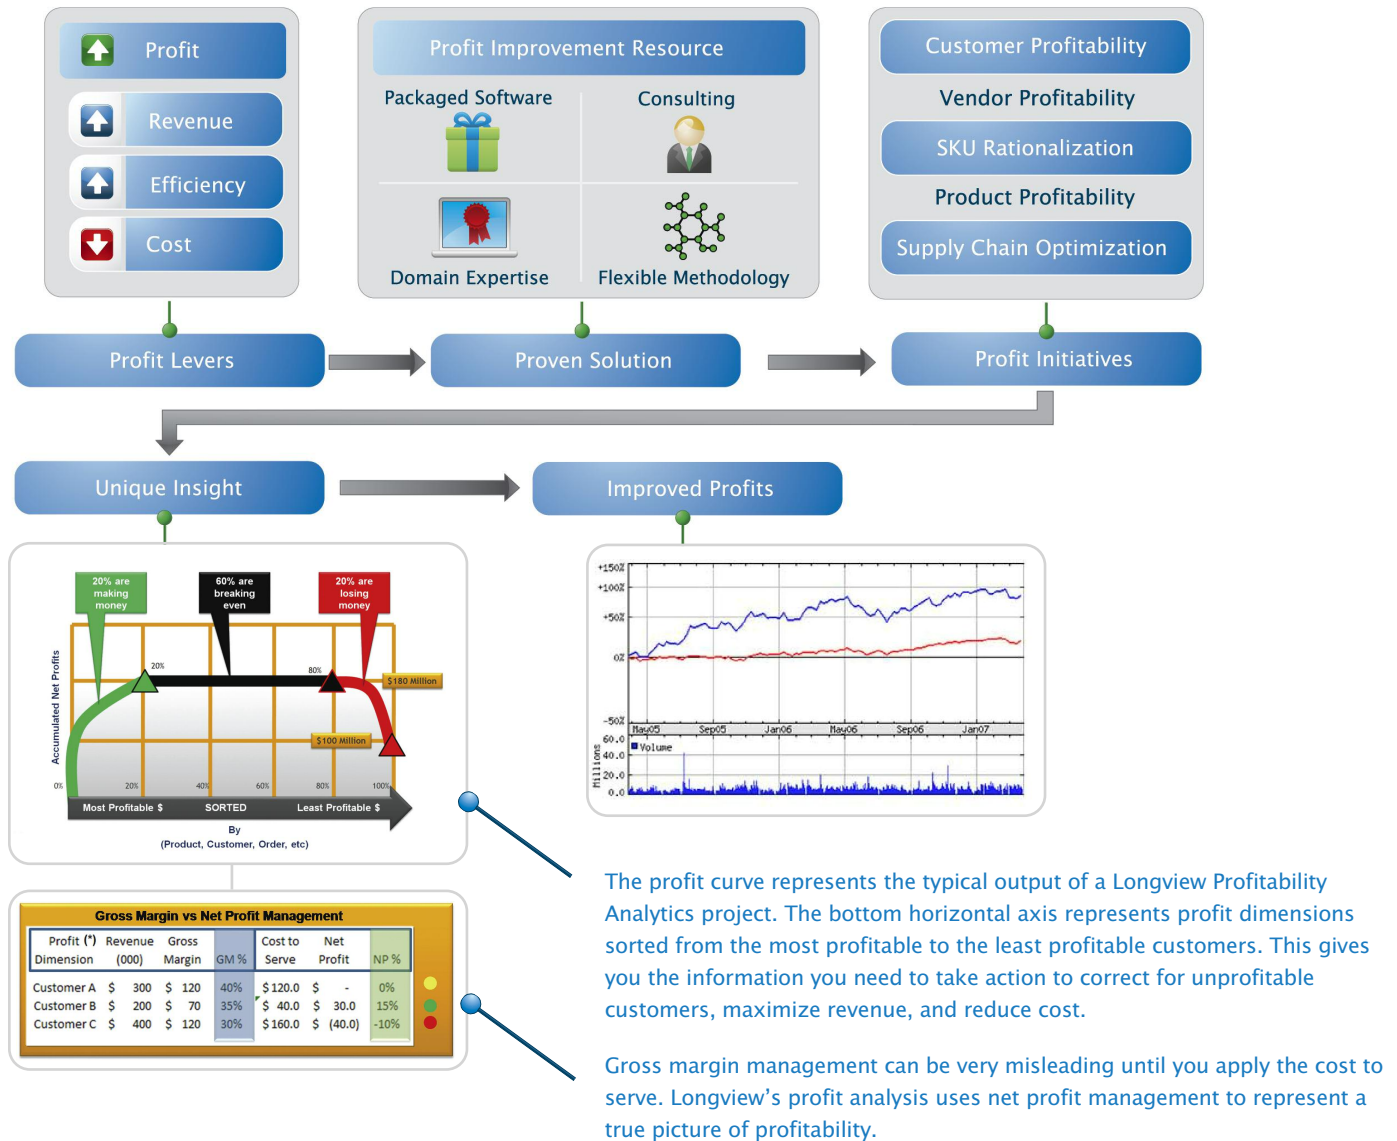 Profit
Revenue
Efficiency
Cost
Profit Improvement Resource
Packaged Software
Consulting
Domain Expertise
Flexible Methodology
Customer Profitability
Vendor Profitability
SKU Rationalization
Product Profitability
Supply Chain Optimization
Profit Levers
Proven Solution
Profit Initiatives
Unique Insight
Improved Profits
20% are
making
money
60% are
breaking
even
20% are
losing
money
Accumulated Net Profits
20%
80%
$180 Million
$100 Million
0%
20%
40%
60%
80%
100%
Most Profitable $ SORTED Least Profitable $
By
(Product, Customer, Order, etc)
+150%
+100%
+50%
0%
-50%
May05 Sep05 Jan06 May06 Sep06 Jan07
Millions
60.0
40.0
20.0
0.0
Volume
Gross Margin vs Net Profit Management
Profit (*) Revenue Gross Cost to Net
Dimension (000) Margin GM % Serve Profit NP %
Customer A $ 300 $ 120 40% $ 120.0 $ - 0%
Customer B $ 200 $ 70 35% $ 40.0 $ 30.0 15%
Customer C $ 400 $ 120 30% $ 160.0 $ (40.0) -10%
The profit curve represents the typical output of a Longview Profitability
Analytics project. The bottom horizontal axis represents profit dimensions
sorted from the most profitable to the least profitable customers. This gives
you the information you need to take action to correct for unprofitable
customers, maximize revenue, and reduce cost.
Gross margin management can be very misleading until you apply the cost to
serve. Longview's profit analysis uses net profit management to represent a
true picture of profitability.